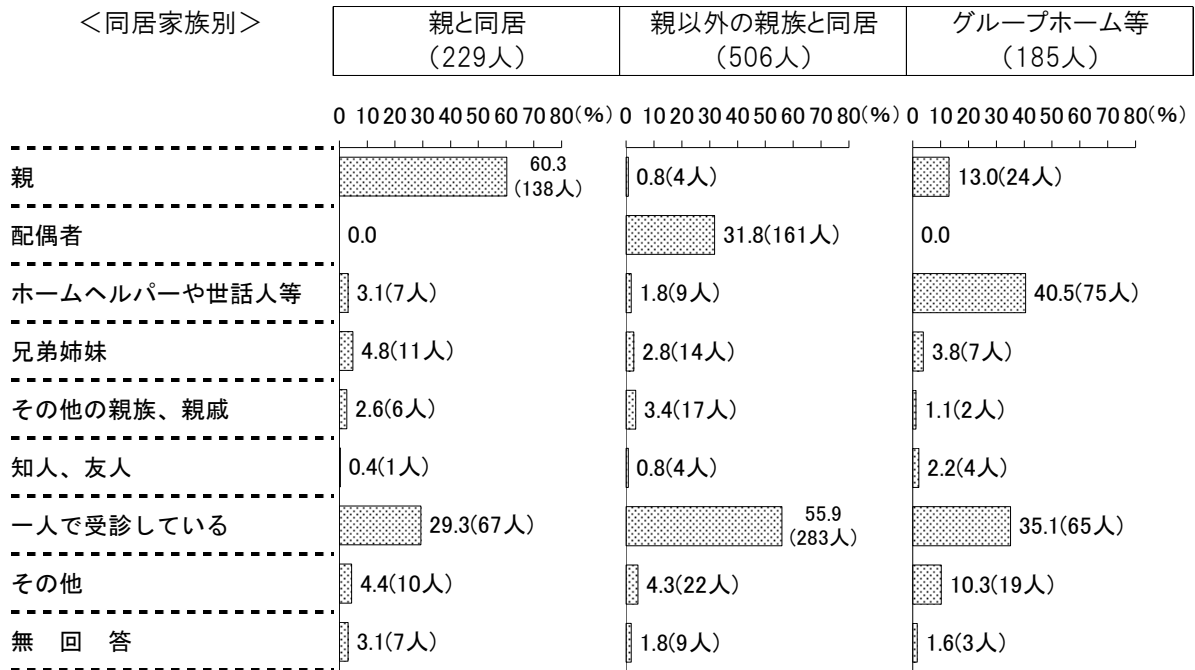 ＜同居家族別＞
親と同居
（229人）
親以外の親族と同居
（506人）
グループホーム等
（185人）
0 10 20 30 40 50 60 70 80(%) 0 10 20 30 40 50 60 70 80(%) 0 10 20 30 40 50 60 70 80(%)
親 60.3 (138人) 0.8(4人) 13.0(24人)
配偶者 0.0 31.8(161人) 0.0
ホームヘルパーや世話人等 3.1(7人) 1.8(9人) 40.5(75人)
兄弟姉妹 4.8(11人) 2.8(14人) 3.8(7人)
その他の親族、親戚 2.6(6人) 3.4(17人) 1.1(2人)
知人、友人 0.4(1人) 0.8(4人) 2.2(4人)
一人で受診している 29.3(67人) 55.9 (283人) 35.1(65人)
その他 4.4(10人) 4.3(22人) 10.3(19人)
無　回　答 3.1(7人) 1.8(9人) 1.6(3人)